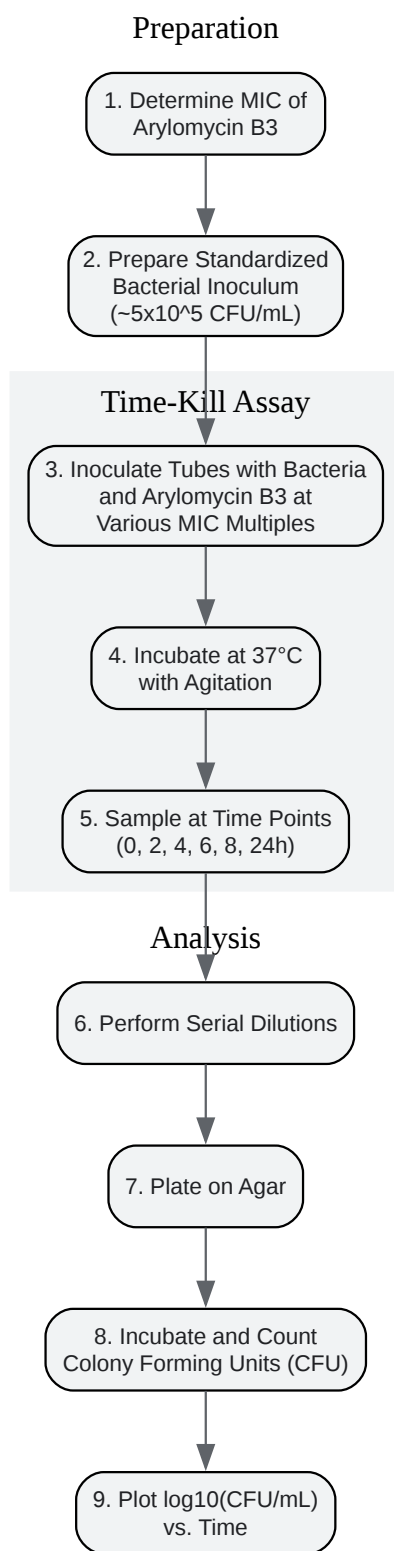 Preparation
1. Determine MIC of
Arylomycin B3
2. Prepare Standardized
Bacterial Inoculum
(~5x10^5 CFU/mL)
Time-Kill Assay
3. Inoculate Tubes with Bacteria
and Arylomycin B3 at
Various MIC Multiples
4. Incubate at 37°C
with Agitation
5. Sample at Time Points
(0, 2, 4, 6, 8, 24h)
Analysis
6. Perform Serial Dilutions
7. Plate on Agar
8. Incubate and Count
Colony Forming Units (CFU)
9. Plot log10(CFU/mL)
vs. Time